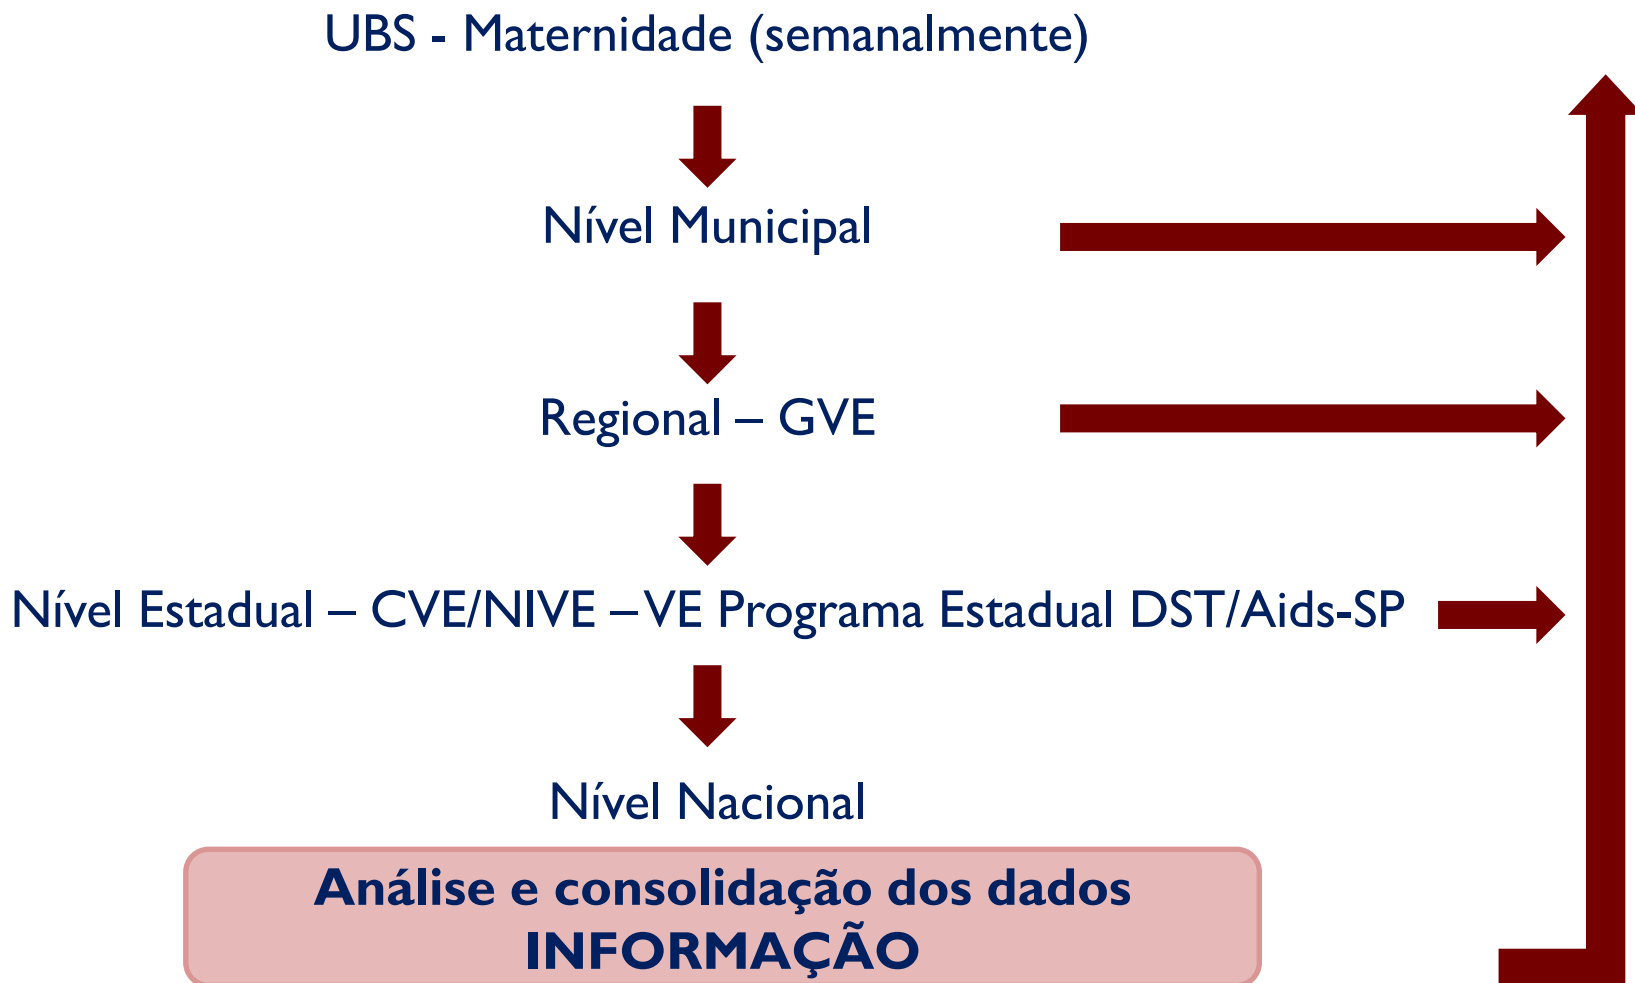 UBS - Maternidade (semanalmente)
Nível Municipal
Regional – GVE
Nível Estadual – CVE/NIVE – VE Programa Estadual DST/Aids-SP
Nível Nacional
Análise e consolidação dos dados
INFORMAÇÃO